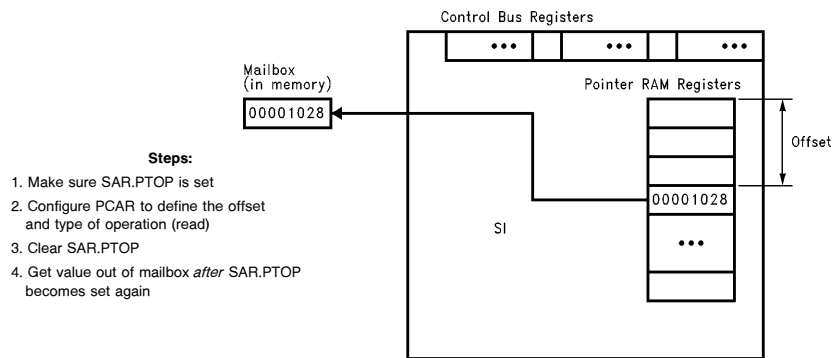 Control Bus Registers
•••
•••
•••
Mailbox
(in memory)
Pointer RAM Registers
00001028
Offset
Steps:
1. Make sure SAR.PTOP is set
2. Configure PCAR to define the offset
and type of operation (read)
3. Clear SAR.PTOP
4. Get value out of mailbox after SAR.PTOP
becomes set again
00001028
SI
•••